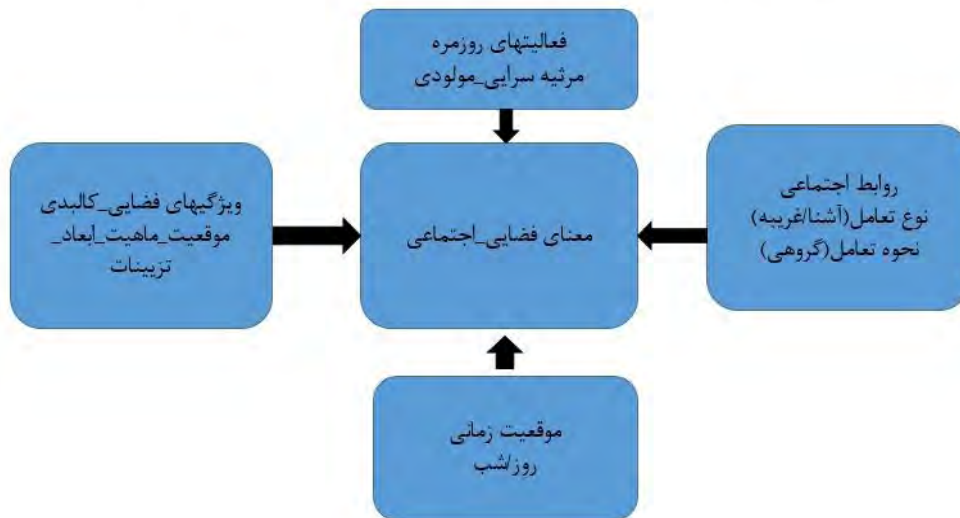 فعالیتهای روزمره
مرثیه سرایی_مولودی
روابط اجتماعی
نوع تعامل(آشنا/غریبه)
نحوه تعامل(گروهی)
معنای فضایی_اجتماعی
ویژگیهای فضایی_کالبدی
موقعیت_ماهیت_ابعاد_
تزیینات
موقعیت زمانی
روز/شب